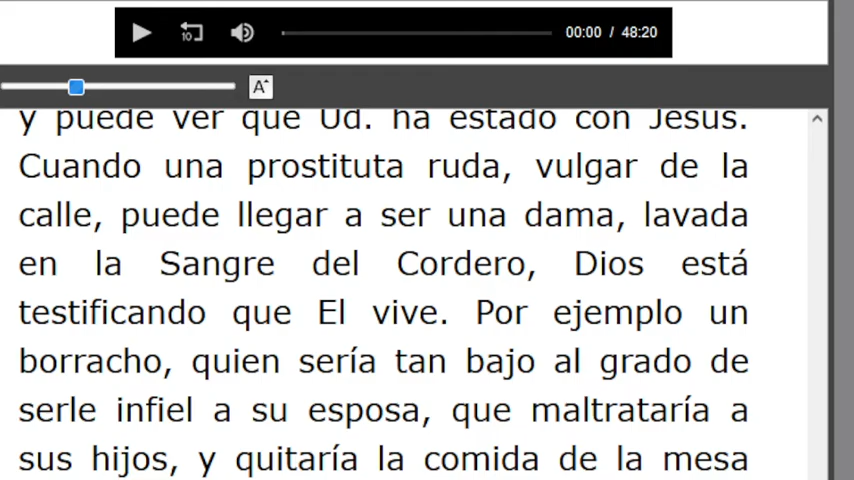 00:00 / 48:20
10
A
y puede ver que Ud. ha estado con Jesús.
Cuando una prostituta ruda, vulgar de la
calle, puede llegar a ser una dama, lavada
en la Sangre del Cordero, Dios está
testificando que El vive. Por ejemplo un
borracho, quien sería tan bajo al grado de
serle infiel a su esposa, que maltrataría a
sus hijos, y quitaría la comida de la mesa